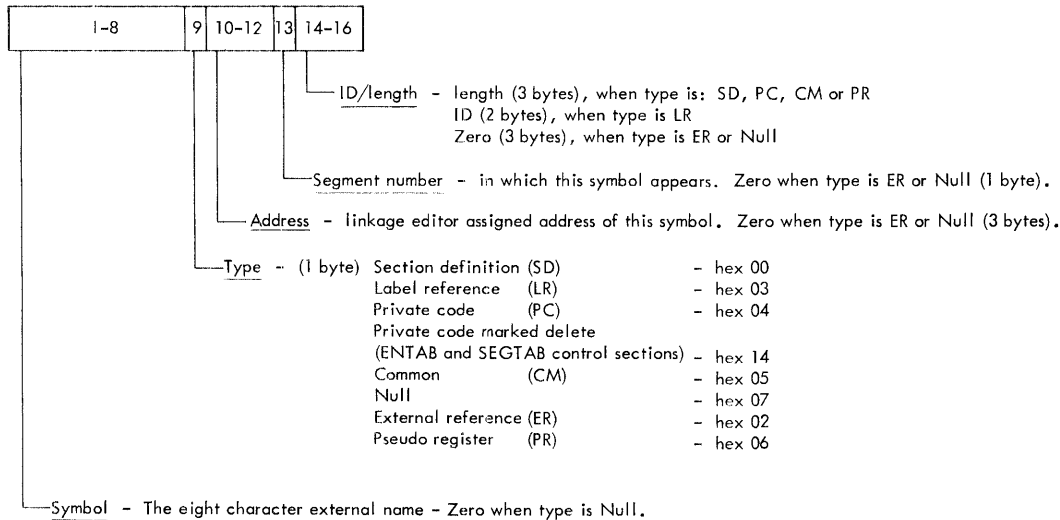 1-8 9 10-12 13 14-16
ID/length - length (3 bytes), when type is: SD, PC, CM or PR
ID (2 bytes), when type is LR
Zero (3 bytes), when type is ER or Null
Segment number - in which this symbol appears. Zero when type is ER or Null (1 byte).
Address - linkage editor assigned address of this symbol. Zero when type is ER or Null (3 bytes).
Type - (1 byte) Section definition (SD) - hex 00
Label reference (LR) - hex 03
Private code (PC) - hex 04
Private code marked delete
(ENTAB and SEGTAB control sections) - hex 14
Common (CM) - hex 05
Null - hex 07
External reference (ER) - hex 02
Pseudo register (PR) - hex 06
Symbol - The eight character external name - Zero when type is Null.